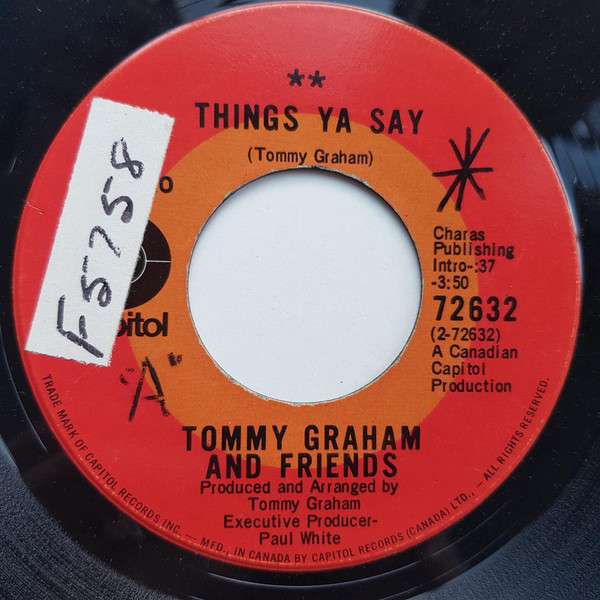 **
THINGS YA SAY
(Tommy Graham)
F5758
Charas
Publishing
Intro-:37
-3:50
72632
(2-72632)
A Canadian
Capitol
Production
"A"
TOMMY GRAHAM
AND FRIENDS
Produced and Arranged by
Tommy Graham
Executive Producer-
Paul White
TRADE MARK OF CAPITOL RECORDS INC. — MFD., IN CANADA BY CAPITOL RECORDS (CANADA) LTD., — ALL RIGHTS RESERVED.